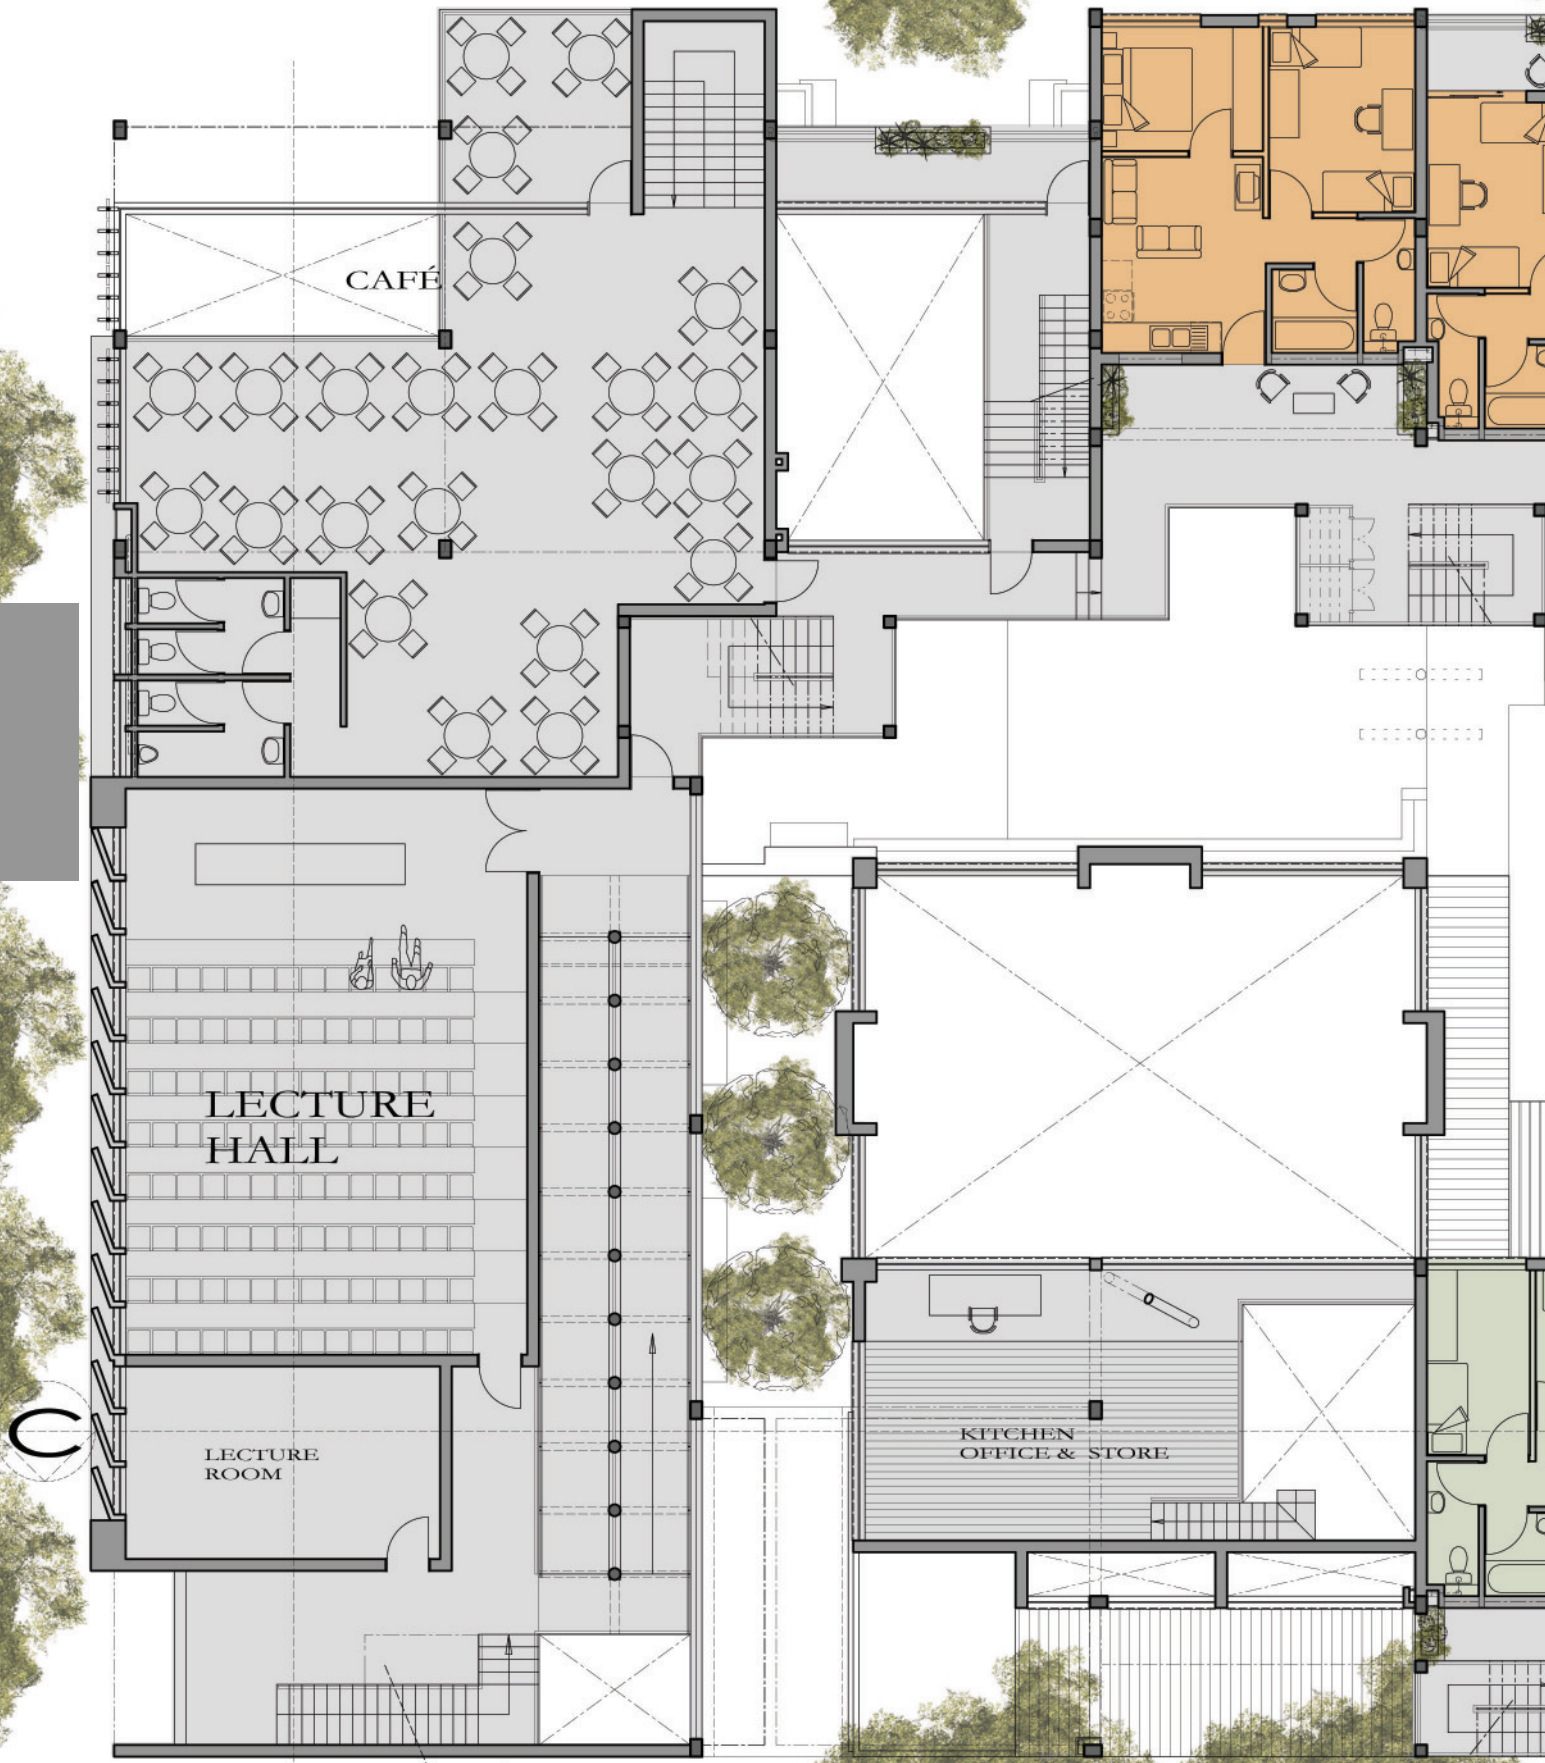 CAFÉ
LECTURE
HALL
C
LECTURE
ROOM
KITCHEN
OFFICE & STORE